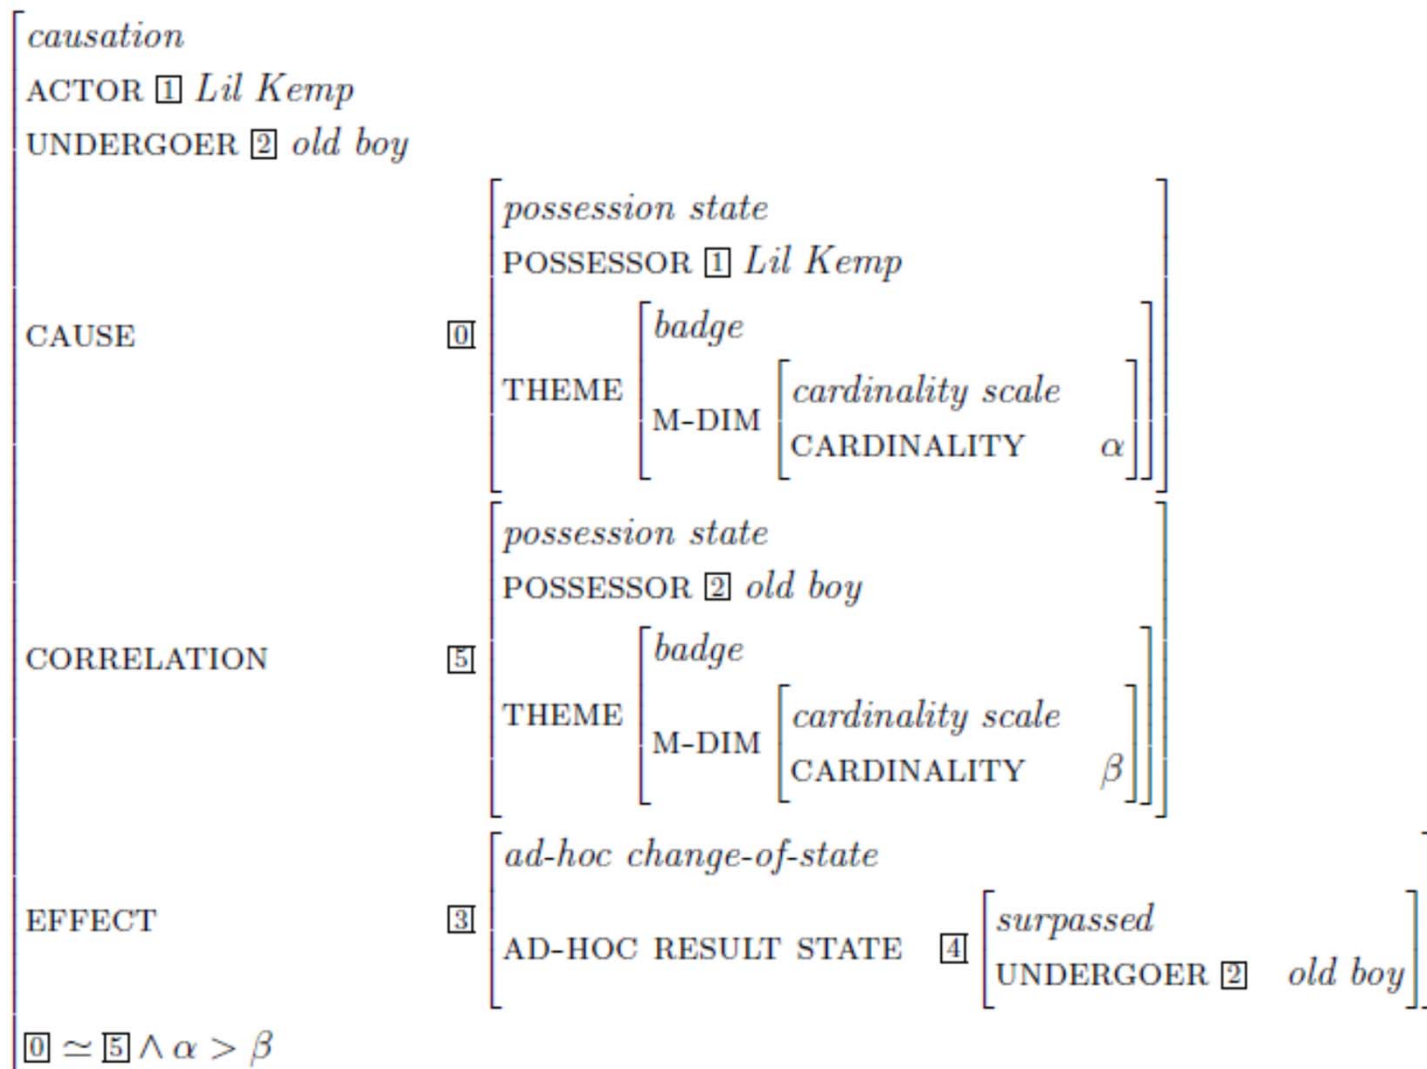 causation
ACTOR 1 Lil Kemp
UNDERGOER 2 old boy
possession state
POSSESSOR 1 Lil Kemp
badge
CAUSE 0
THEME
cardinality scale
M-DIM
CARDINALITY α
possession state
POSSESSOR 2 old boy
badge
CORRELATION 5
THEME
cardinality scale
M-DIM
CARDINALITY β
ad-hoc change-of-state
EFFECT 3
surpassed
AD-HOC RESULT STATE 4
UNDERGOER 2 old boy
0 ≃ 5 ∧ α > β